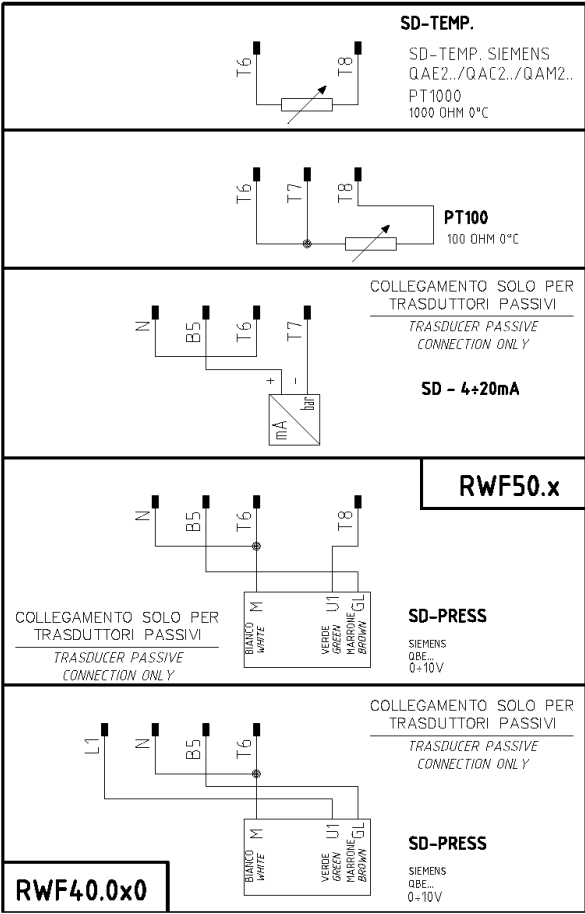 SD-TEMP.
T6
T8
SD-TEMP. SIEMENS
QAE2../QAC2../QAM2..
PT1000
1000 OHM 0°C
T6
T7
T8
PT100
100 OHM 0°C
COLLEGAMENTO SOLO PER
TRASDUTTORI PASSIVI
TRASDUCER PASSIVE
CONNECTION ONLY
N
B5
T6
T7
+
-
mA
bar
SD - 4÷20mA
RWF50.x
N
B5
T6
T8
M
U1
GL
BIANCO
WHITE
VERDE
GREEN
MARRONE
BROWN
COLLEGAMENTO SOLO PER
TRASDUTTORI PASSIVI
TRASDUCER PASSIVE
CONNECTION ONLY
SD-PRESS
SIEMENS
QBE...
0÷10V
COLLEGAMENTO SOLO PER
TRASDUTTORI PASSIVI
TRASDUCER PASSIVE
CONNECTION ONLY
L1
N
B5
T6
M
U1
GL
BIANCO
WHITE
VERDE
GREEN
MARRONE
BROWN
SD-PRESS
SIEMENS
QBE...
0÷10V
RWF40.0x0